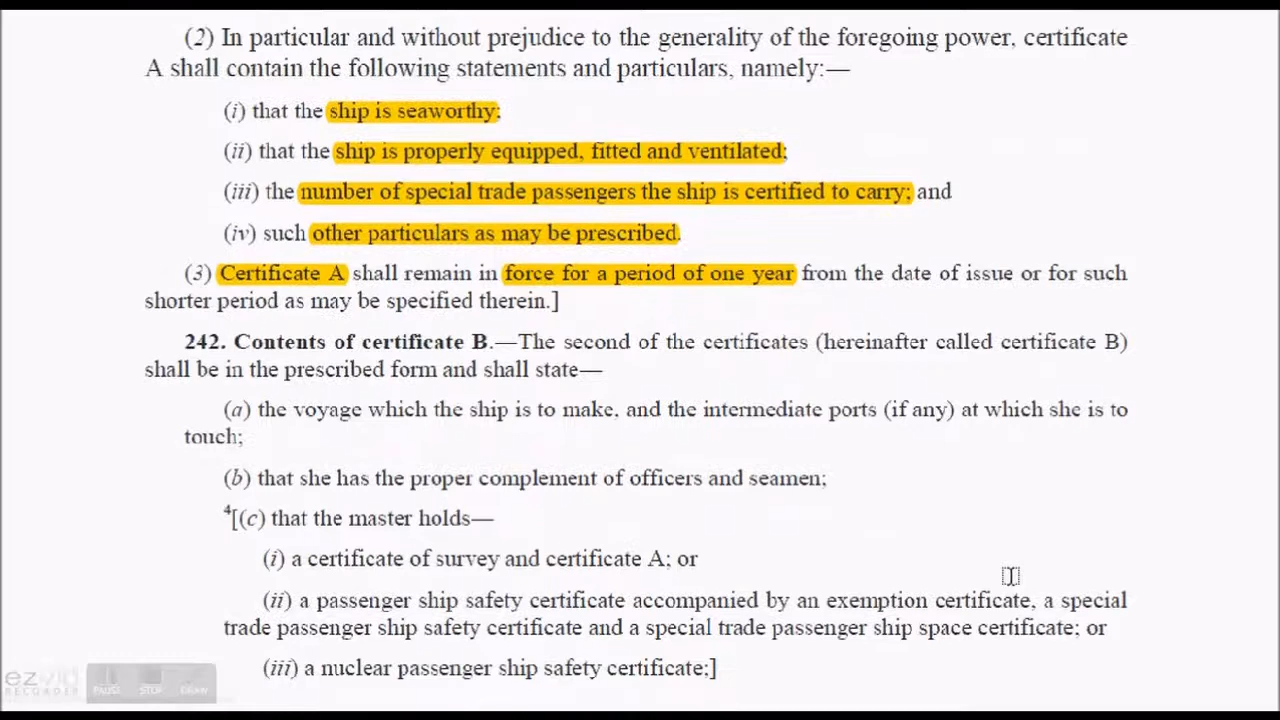 (2) In particular and without prejudice to the generality of the foregoing power, certificate
A shall contain the following statements and particulars, namely:—
(i) that the ship is seaworthy;
(ii) that the ship is properly equipped, fitted and ventilated;
(iii) the number of special trade passengers the ship is certified to carry; and
(iv) such other particulars as may be prescribed.
(3) Certificate A shall remain in force for a period of one year from the date of issue or for such
shorter period as may be specified therein.]
242. Contents of certificate B.—The second of the certificates (hereinafter called certificate B)
shall be in the prescribed form and shall state—
(a) the voyage which the ship is to make, and the intermediate ports (if any) at which she is to
touch;
(b) that she has the proper complement of officers and seamen;
4[(c) that the master holds—
(i) a certificate of survey and certificate A; or
(ii) a passenger ship safety certificate accompanied by an exemption certificate, a special
trade passenger ship safety certificate and a special trade passenger ship space certificate; or
(iii) a nuclear passenger ship safety certificate;]
ezvid
RECORDER
PAUSE STOP DRAW